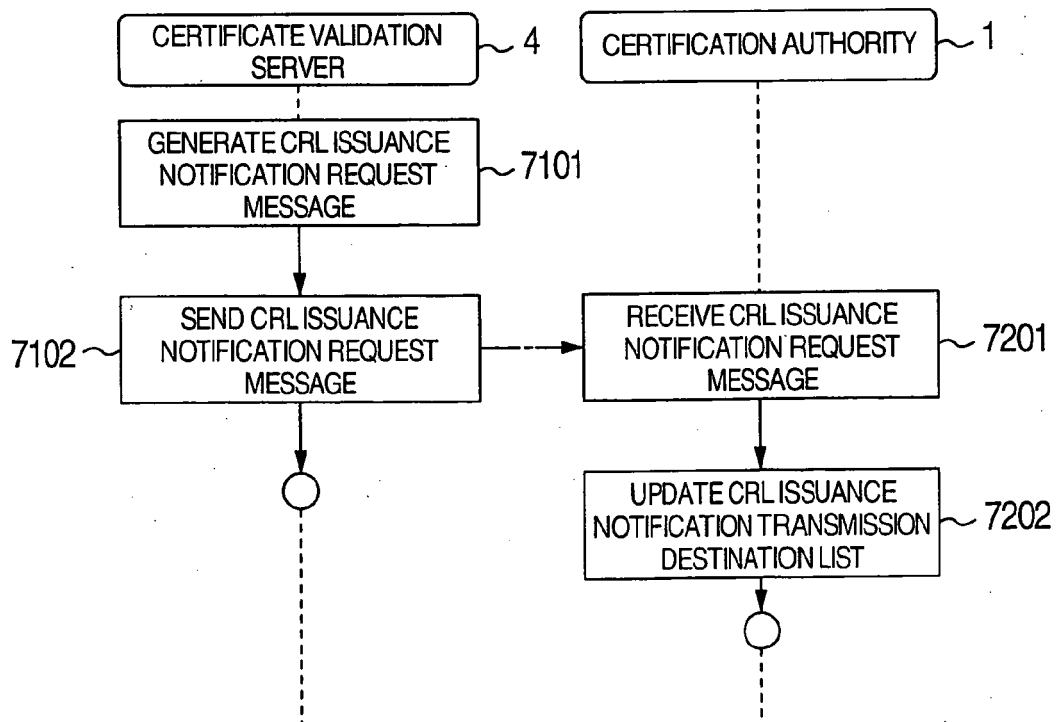 CERTIFICATE VALIDATION
SERVER
4
CERTIFICATION AUTHORITY
1
GENERATE CRL ISSUANCE
NOTIFICATION REQUEST
MESSAGE
7101
SEND CRL ISSUANCE
NOTIFICATION REQUEST
MESSAGE
7102
RECEIVE CRL ISSUANCE
NOTIFICATION REQUEST
MESSAGE
7201
UPDATE CRL ISSUANCE
NOTIFICATION TRANSMISSION
DESTINATION LIST
7202